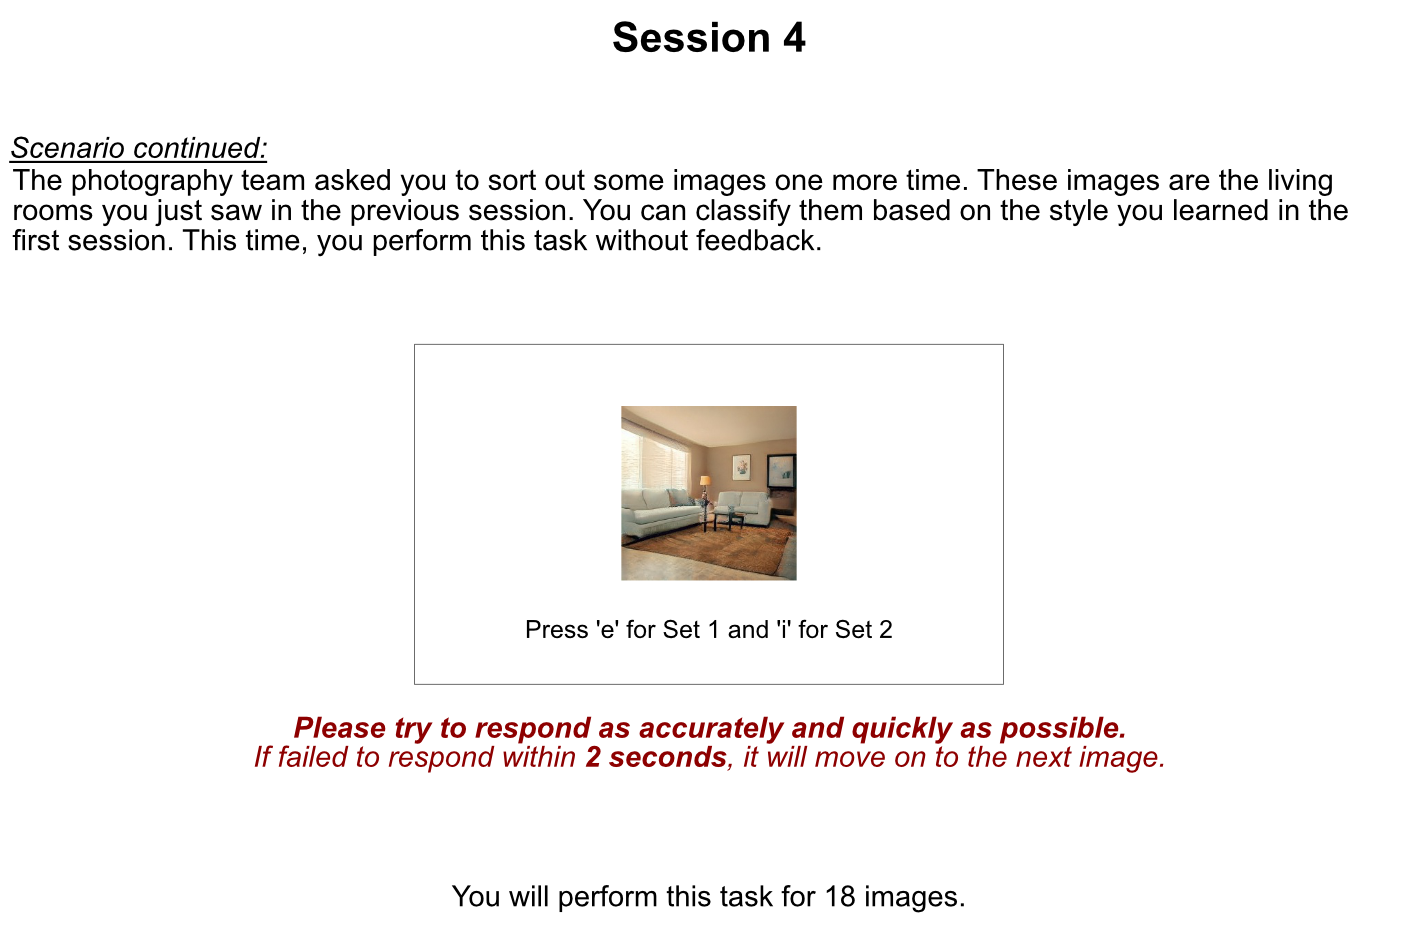 Session 4
Scenario continued:
The photography team asked you to sort out some images one more time. These images are the living
rooms you just saw in the previous session. You can classify them based on the style you learned in the
first session. This time, you perform this task without feedback.
Press 'e' for Set 1 and 'i' for Set 2
Please try to respond as accurately and quickly as possible.
If failed to respond within 2 seconds, it will move on to the next image.
You will perform this task for 18 images.